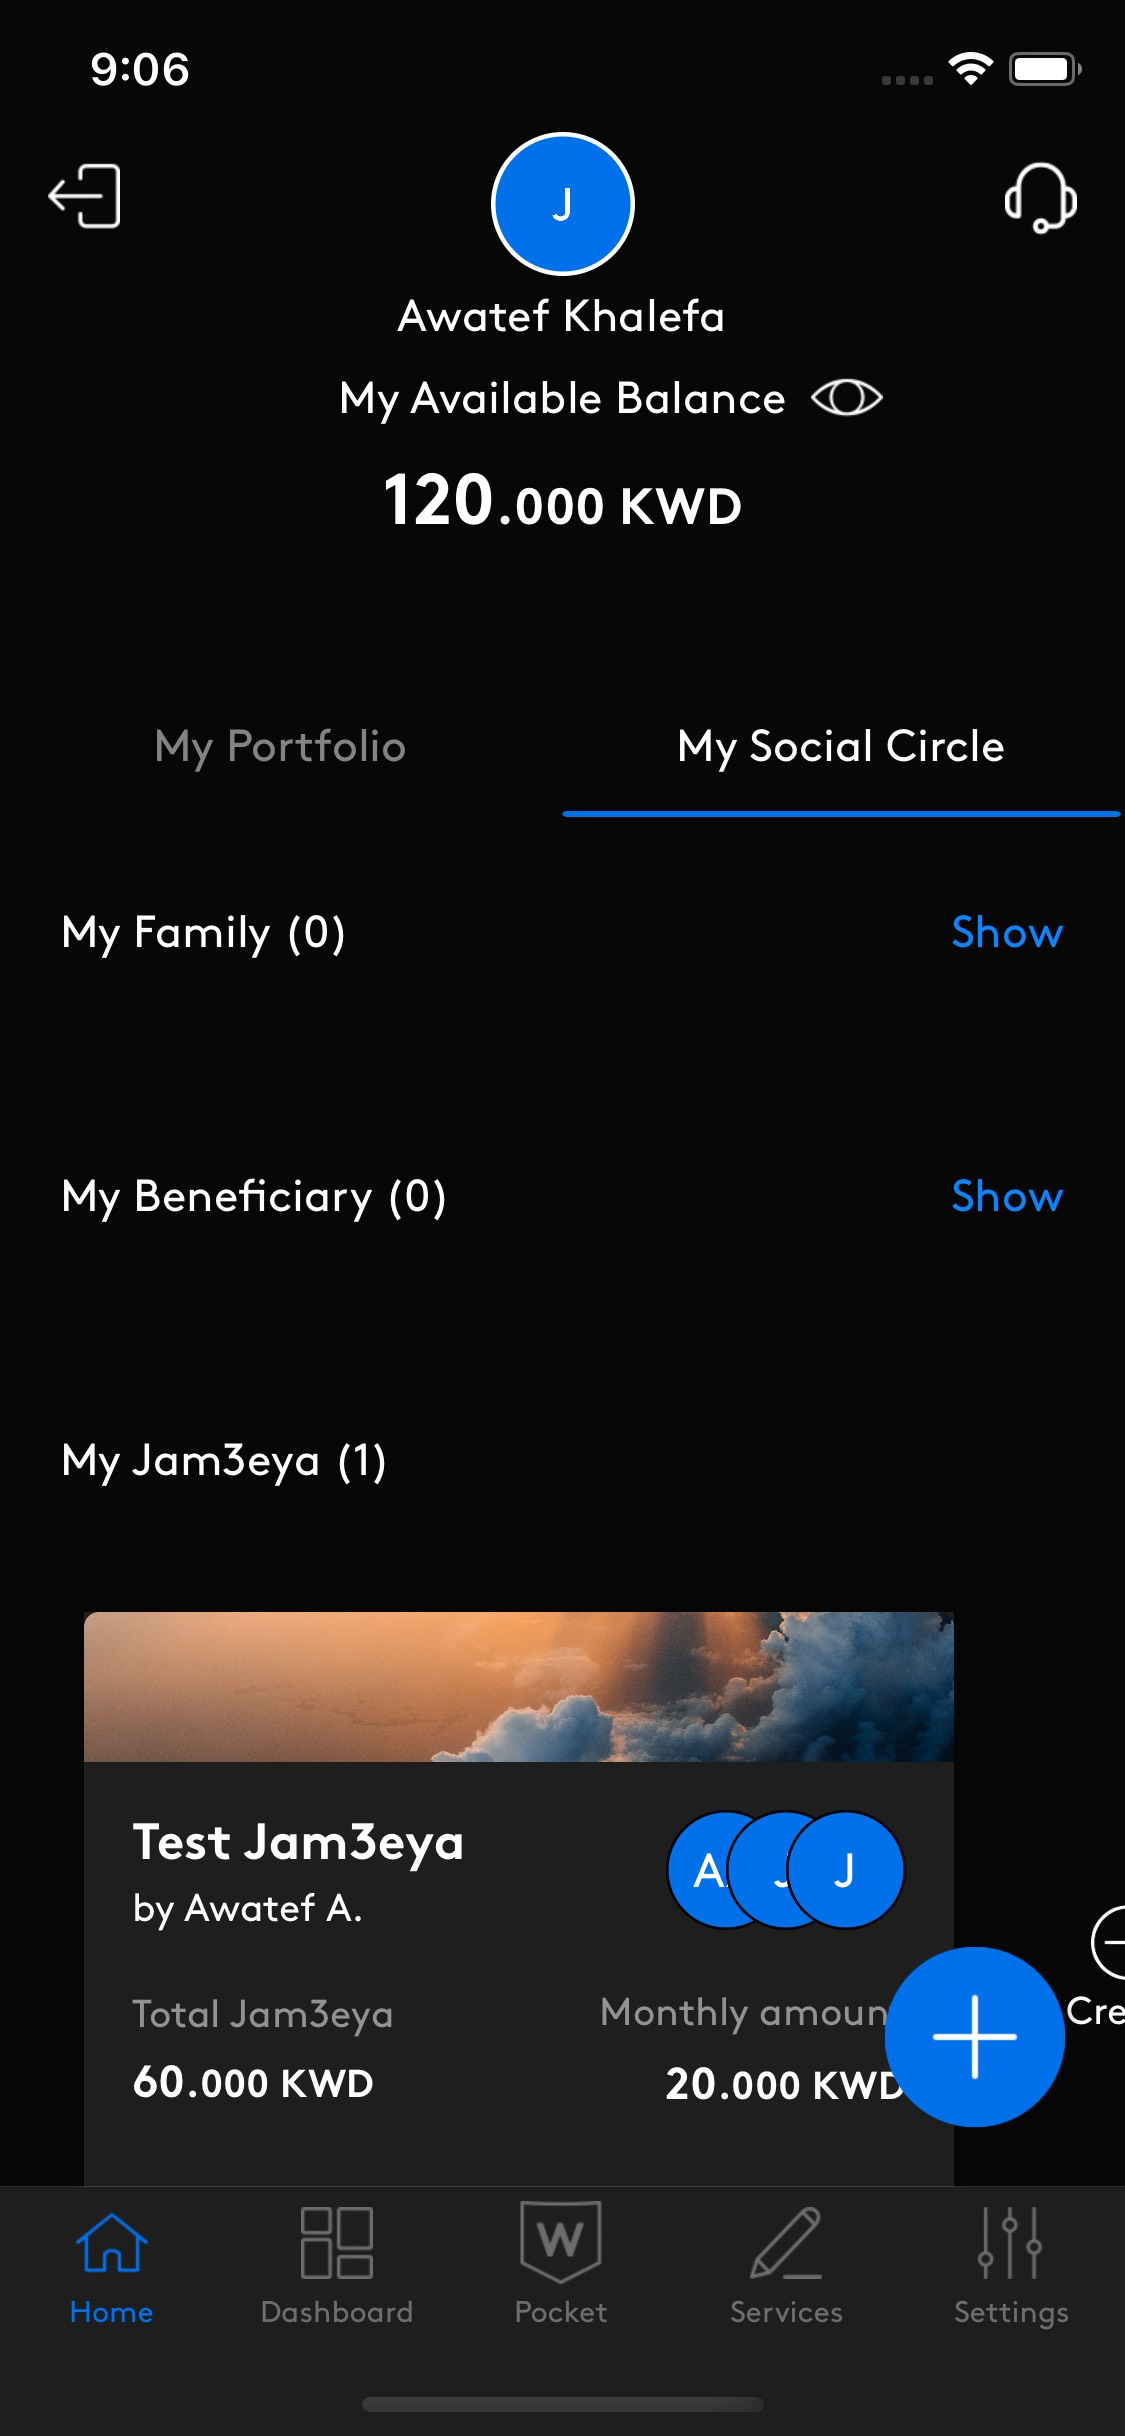 9:06
J
Awatef Khalefa
My Available Balance
120.000 KWD
My Portfolio
My Social Circle
My Family (0)
Show
My Beneficiary (0)
Show
My Jam3eya (1)
Test Jam3eya
A. J J
by Awatef A.
Total Jam3eya
Monthly amoun
Cre
60.000 KWD
20.000 KWD
W
Home
Dashboard
Pocket
Services
Settings